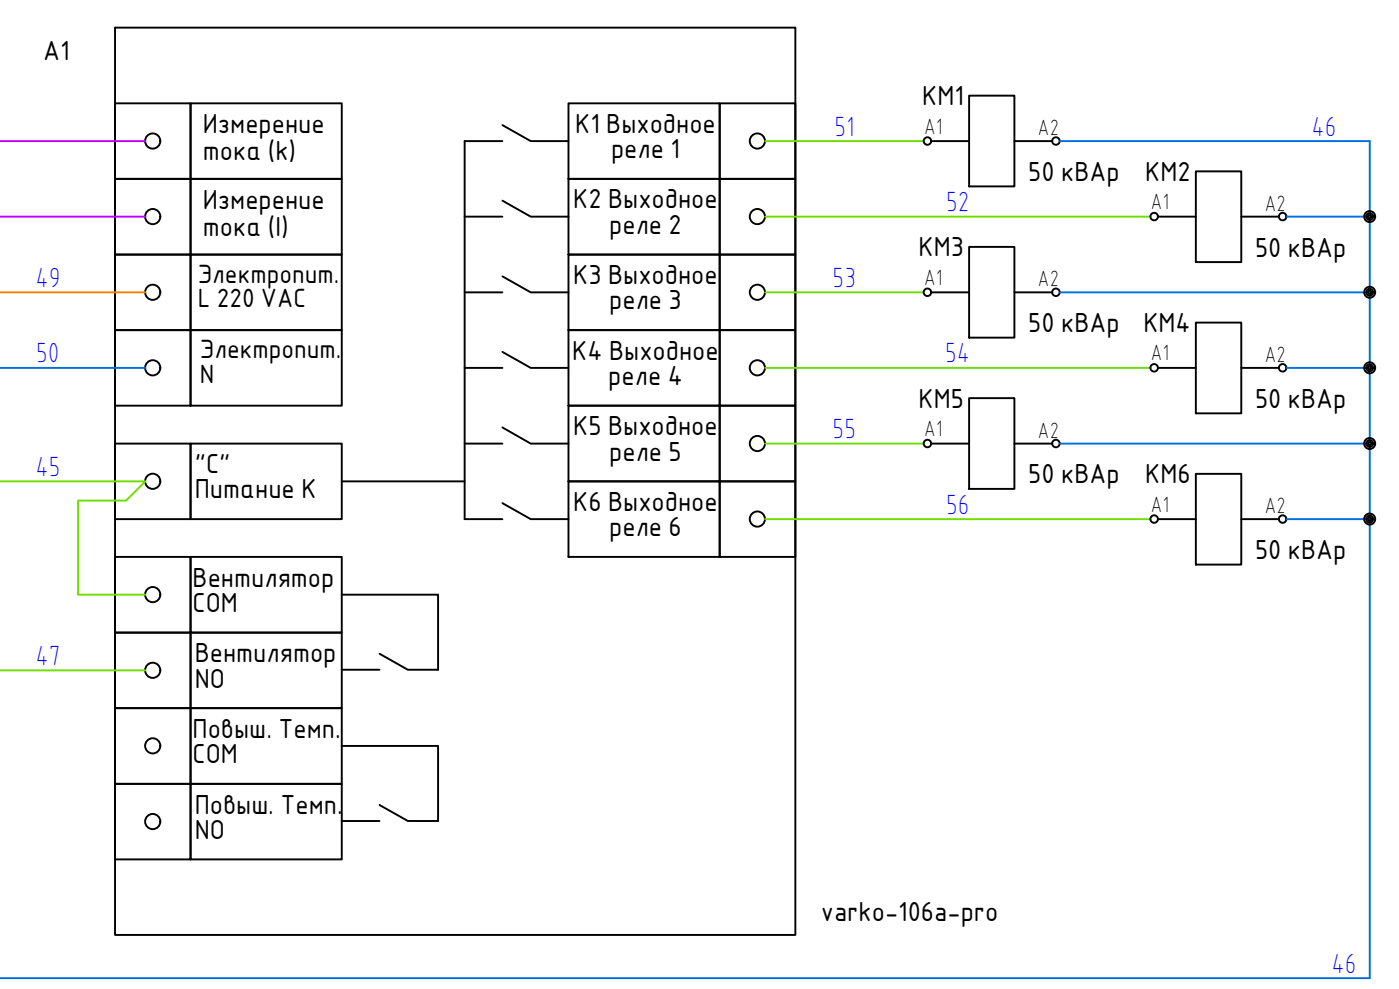 A1
Измерение
тока (k)
Измерение
тока (l)
49
Электропит.
L 220 VAC
50
Электропит.
N
45
"C"
Питание К
Вентилятор
COM
47
Вентилятор
NO
Повыш. Темп.
COM
Повыш. Темп.
NO
K1 Выходное
реле 1
K2 Выходное
реле 2
K3 Выходное
реле 3
K4 Выходное
реле 4
K5 Выходное
реле 5
K6 Выходное
реле 6
51
KM1
A1
A2
50 кВАр
46
52
KM2
A1
A2
50 кВАр
53
KM3
A1
A2
50 кВАр
54
KM4
A1
A2
50 кВАр
55
KM5
A1
A2
50 кВАр
56
KM6
A1
A2
50 кВАр
varko-106a-pro
46